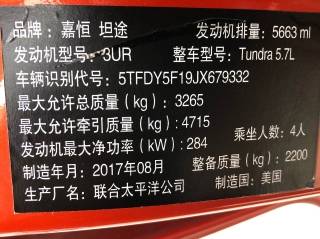 品牌：嘉恒 坦途 发动机排量：5663 ml
发动机型号：3UR 整车型号：Tundra 5.7L
车辆识别代号：5TFDY5F19JX679332
最大允许总质量（kg）：3265
最大允许牵引质量（kg）：4715
发动机最大净功率（kW）：284 乘坐人数：4人
制造年月：2017年08月 整备质量（kg）：2200
生产厂名：联合太平洋公司 制造国：美国